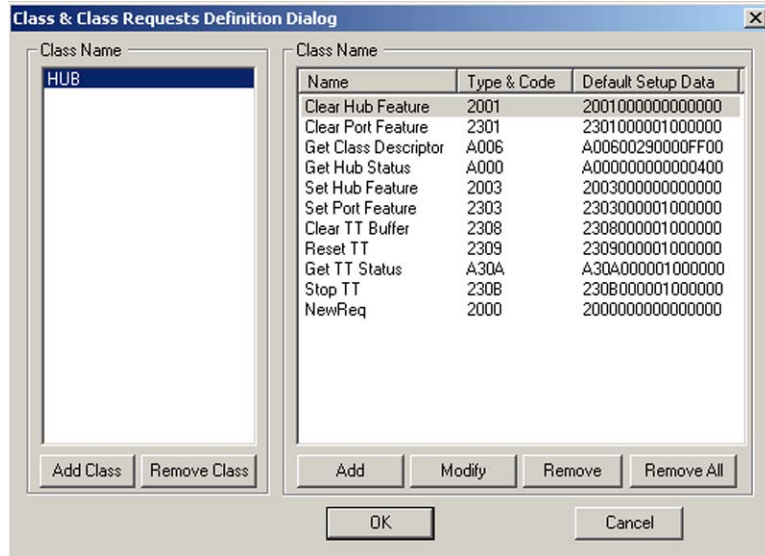 Class & Class Requests Definition Dialog
Class Name
HUB
Add Class Remove Class
Class Name
Name Type & Code Default Setup Data
Clear Hub Feature 2001 2001000000000000
Clear Port Feature 2301 2301000001000000
Get Class Descriptor A006 A00600290000FF00
Get Hub Status A000 A000000000000400
Set Hub Feature 2003 2003000000000000
Set Port Feature 2303 2303000001000000
Clear TT Buffer 2308 2308000001000000
Reset TT 2309 2309000001000000
Get TT Status A30A A30A000001000000
Stop TT 230B 230B000001000000
NewReq 2000 2000000000000000
Add Modify Remove Remove All
OK Cancel